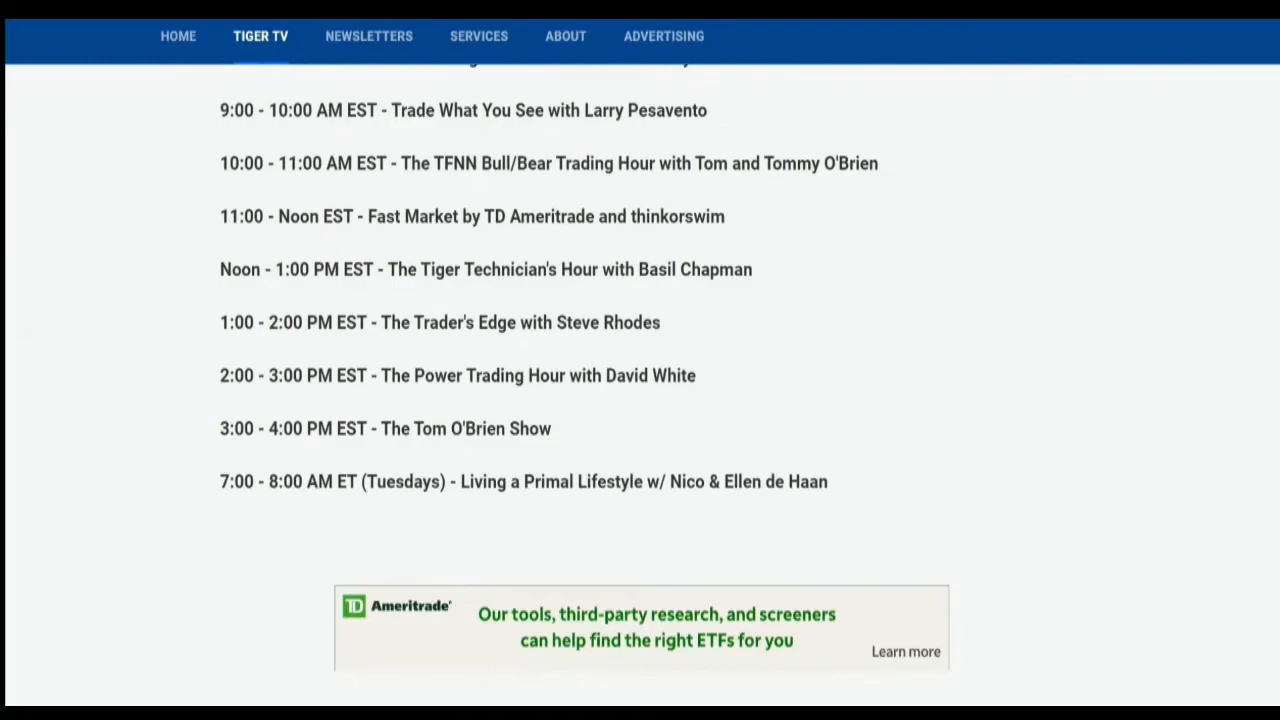 HOME TIGER TV NEWSLETTERS SERVICES ABOUT ADVERTISING
9:00 - 10:00 AM EST - Trade What You See with Larry Pesavento
10:00 - 11:00 AM EST - The TFNN Bull/Bear Trading Hour with Tom and Tommy O'Brien
11:00 - Noon EST - Fast Market by TD Ameritrade and thinkorswim
Noon - 1:00 PM EST - The Tiger Technician's Hour with Basil Chapman
1:00 - 2:00 PM EST - The Trader's Edge with Steve Rhodes
2:00 - 3:00 PM EST - The Power Trading Hour with David White
3:00 - 4:00 PM EST - The Tom O'Brien Show
7:00 - 8:00 AM ET (Tuesdays) - Living a Primal Lifestyle w/ Nico & Ellen de Haan
TD Ameritrade
Our tools, third-party research, and screeners
can help find the right ETFs for you
Learn more